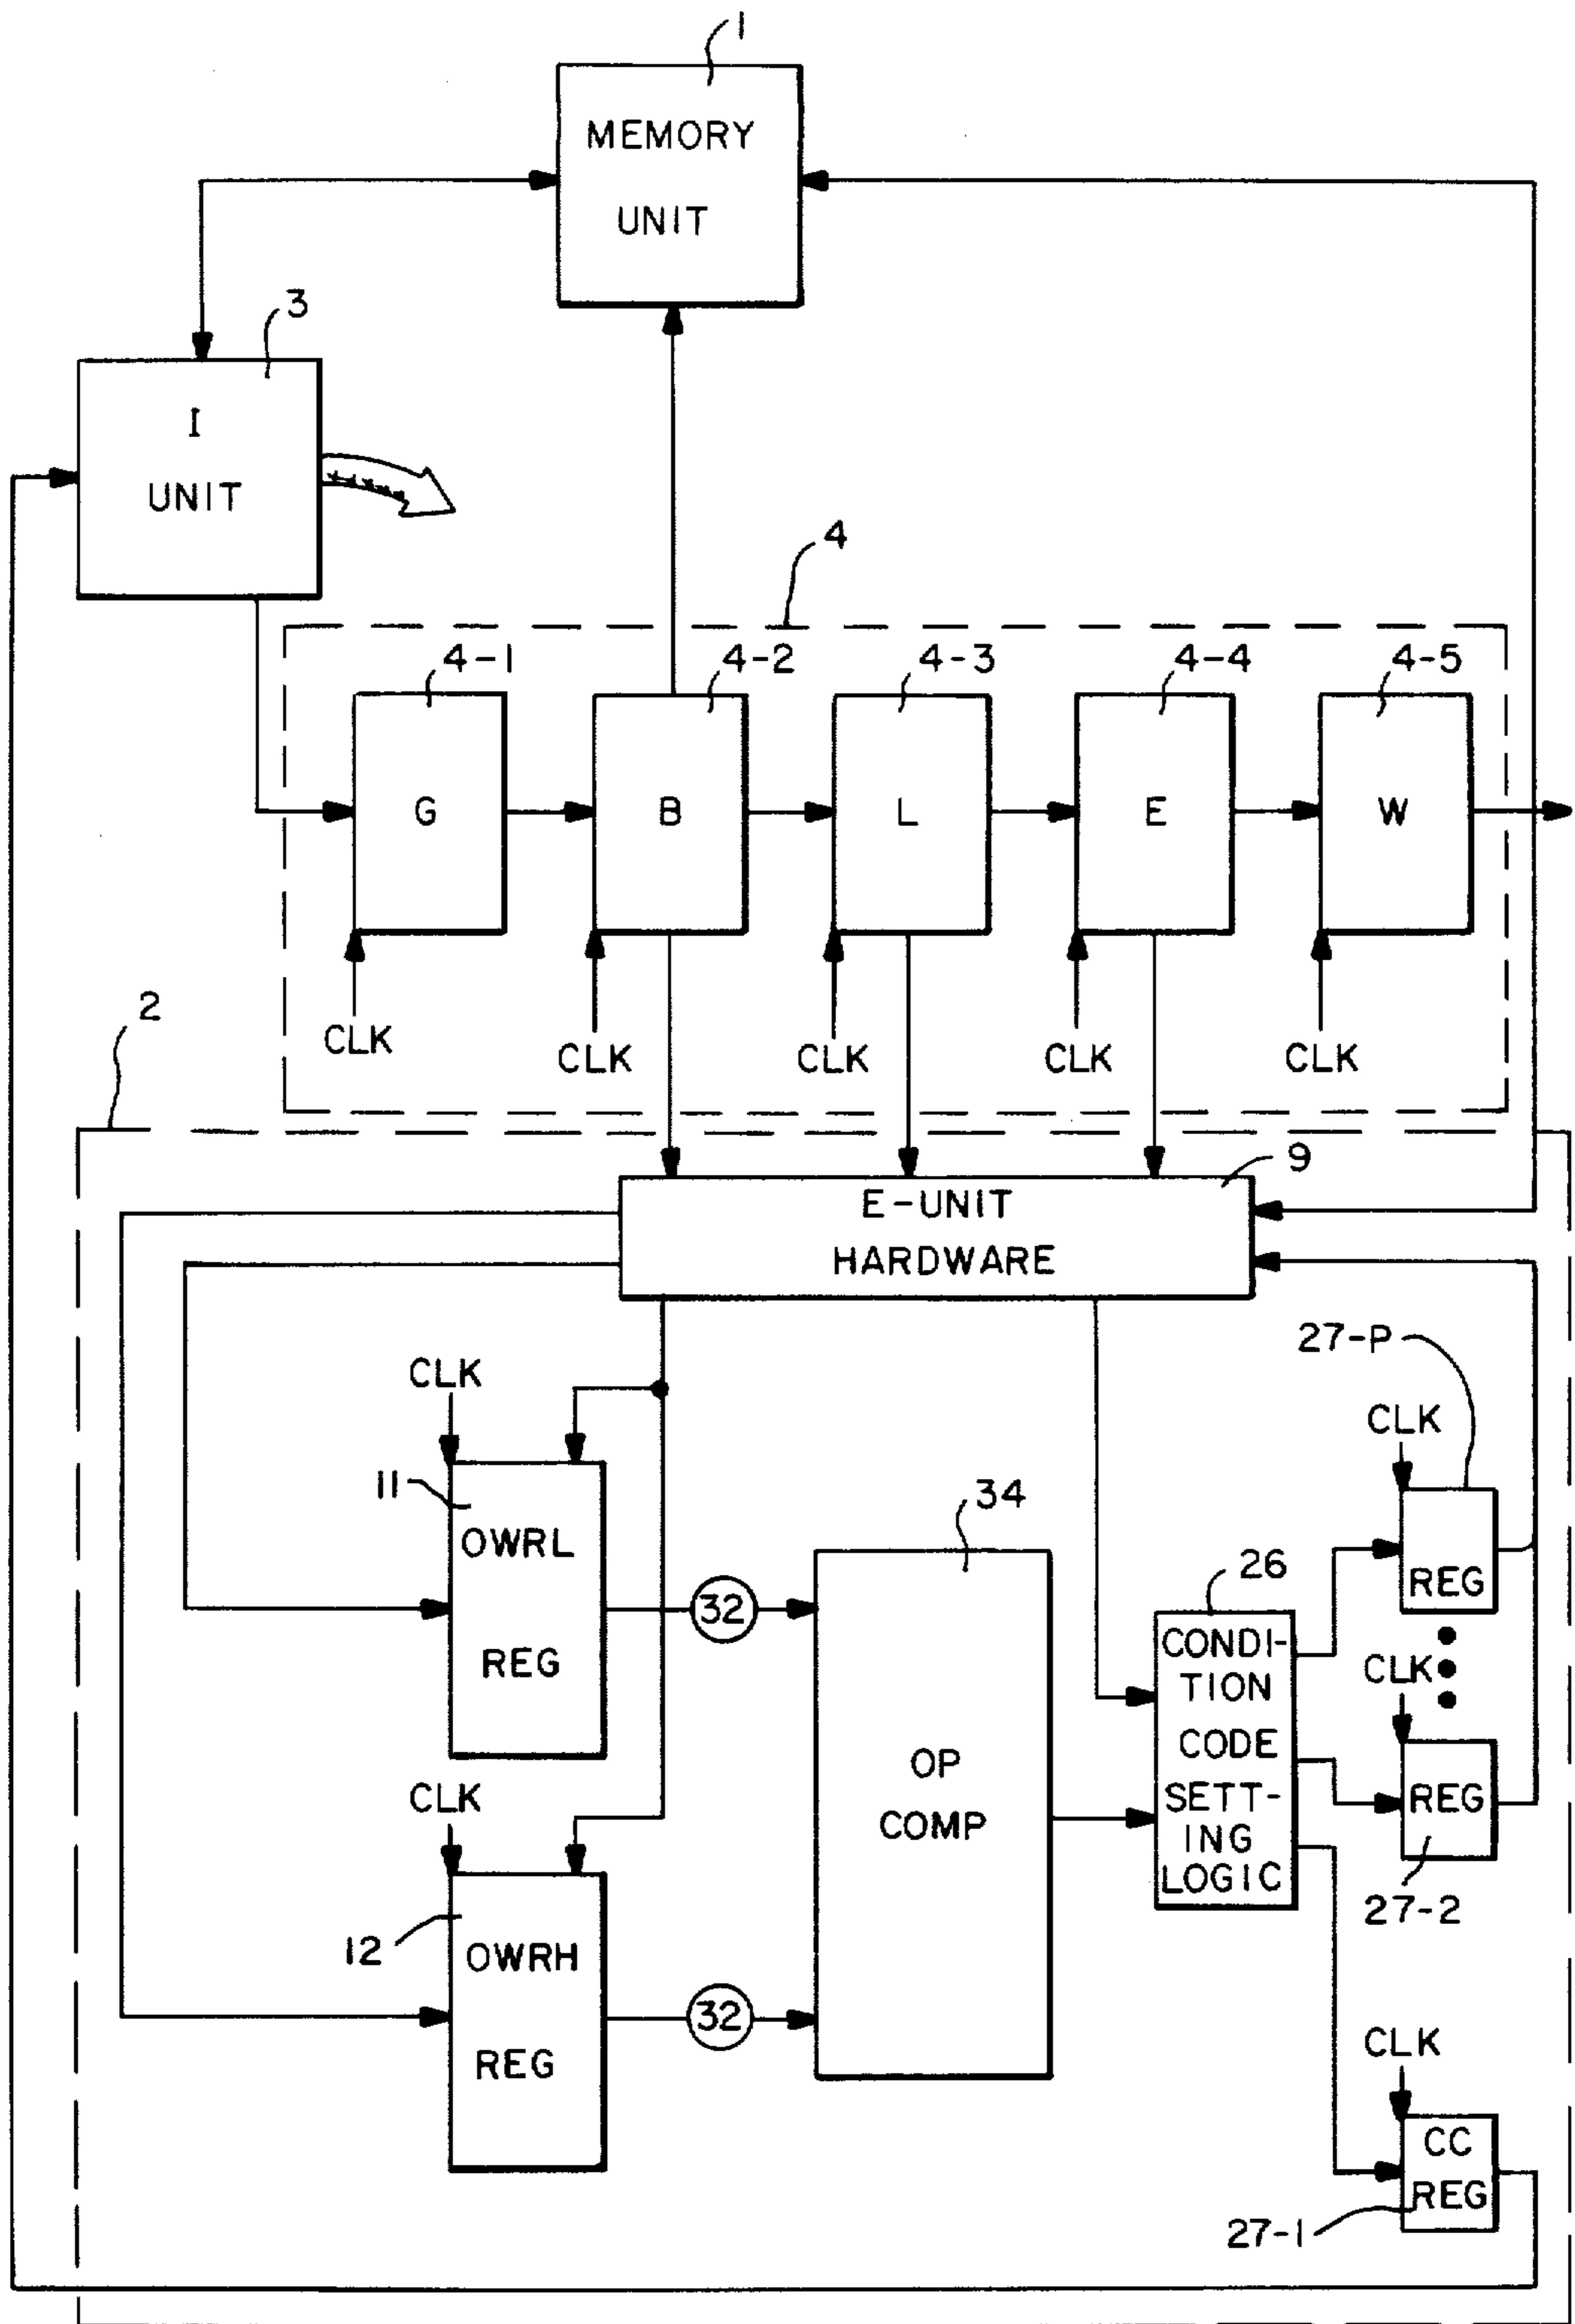 1
MEMORY
UNIT
3
I
UNIT
4
4-1
4-2
4-3
4-4
4-5
G
B
L
E
W
CLK
CLK
CLK
CLK
CLK
2
9
E-UNIT
HARDWARE
27-P
CLK
CLK
11
OWRL
REG
34
32
26
REG
CONDI-
TION
CODE
SETT-
ING
LOGIC
CLK
REG
27-2
OP
COMP
CLK
12
OWRH
REG
32
CLK
CC
REG
27-1